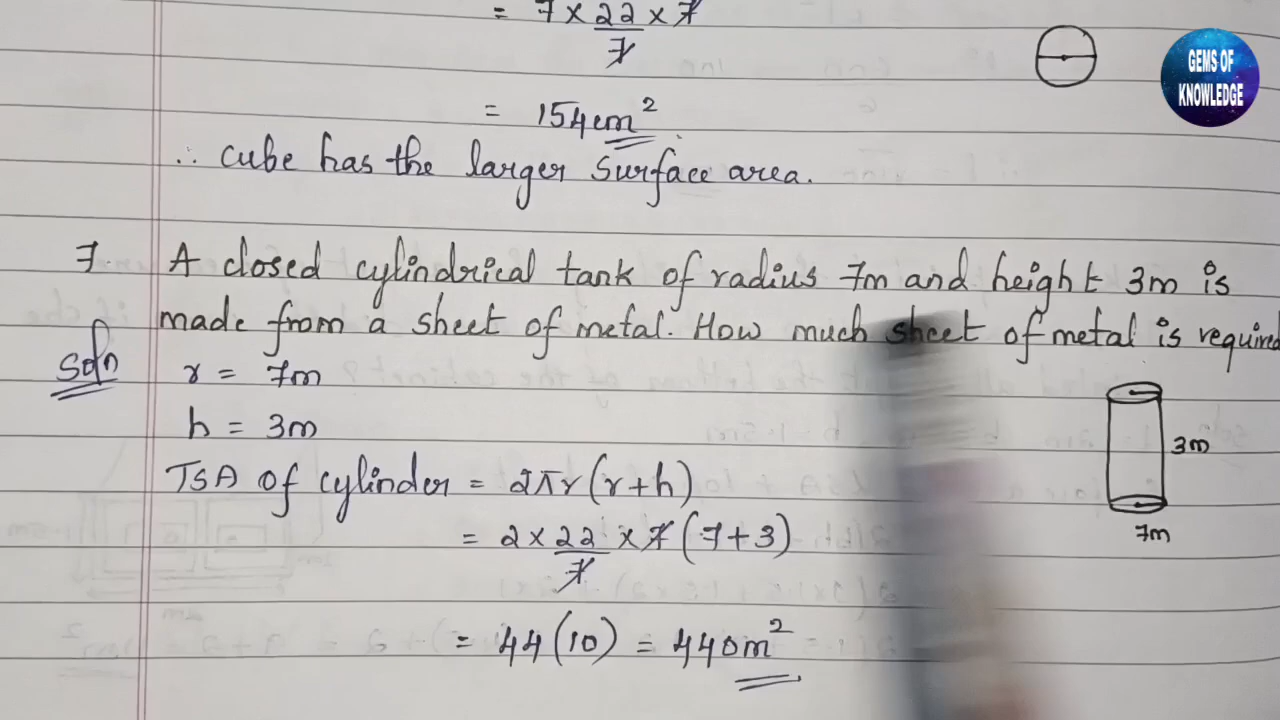 = 7 × 22/7 × 7
= 154cm²
∴ cube has the larger surface area.
GEMS OF
KNOWLEDGE
7. A closed cylindrical tank of radius 7m and height 3m is
made from a sheet of metal. How much sheet of metal is required
Soln
r = 7m
h = 3m
3m
7m
TSA of cylinder = 2πr(r+h)
= 2 × 22/7 × 7 (7+3)
= 44(10) = 440m²